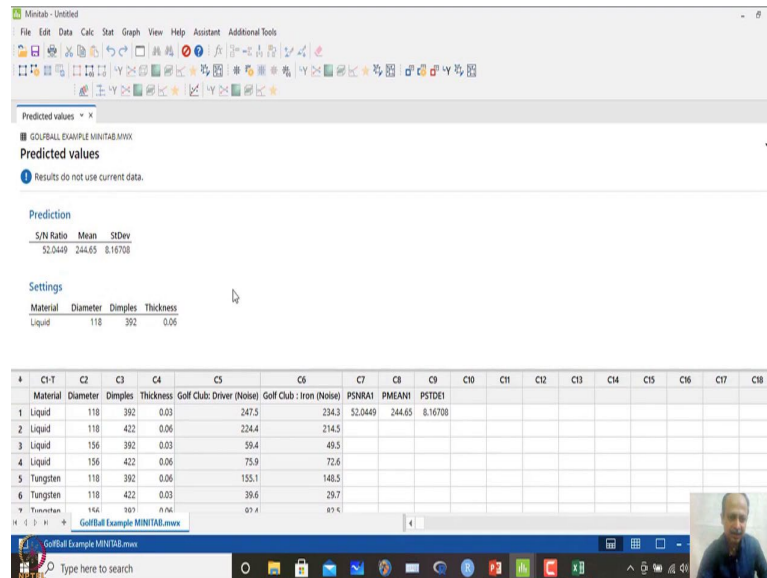 Minitab - Untitled
File Edit Data Calc Stat Graph View Help Assistant Additional Tools
Predicted values
GOLFBALL EXAMPLE MINITAB.MWX
Predicted values
Results do not use current data.
Prediction
S/N Ratio Mean StDev
52.0449 244.65 8.16708
Settings
Material Diameter Dimples Thickness
Liquid 118 392 0.06
C1-T C2 C3 C4 C5 C6 C7 C8 C9 C10 C11 C12 C13 C14 C15 C16 C17 C18
Material Diameter Dimples Thickness Golf Club: Driver (Noise) Golf Club : Iron (Noise) PSNRA1 PMEAN1 PSTDE1
1 Liquid 118 392 0.03 247.5 234.3 52.0449 244.65 8.16708
2 Liquid 118 422 0.06 224.4 214.5
3 Liquid 156 392 0.03 59.4 49.5
4 Liquid 156 422 0.06 75.9 72.6
5 Tungsten 118 392 0.06 155.1 148.5
6 Tungsten 118 422 0.03 39.6 29.7
7 Tungsten 156 392 0.06 92.4 82.5
GolfBall Example MINITAB.mwx
GolfBall Example MINITAB.mwx
Type here to search
NPTEL